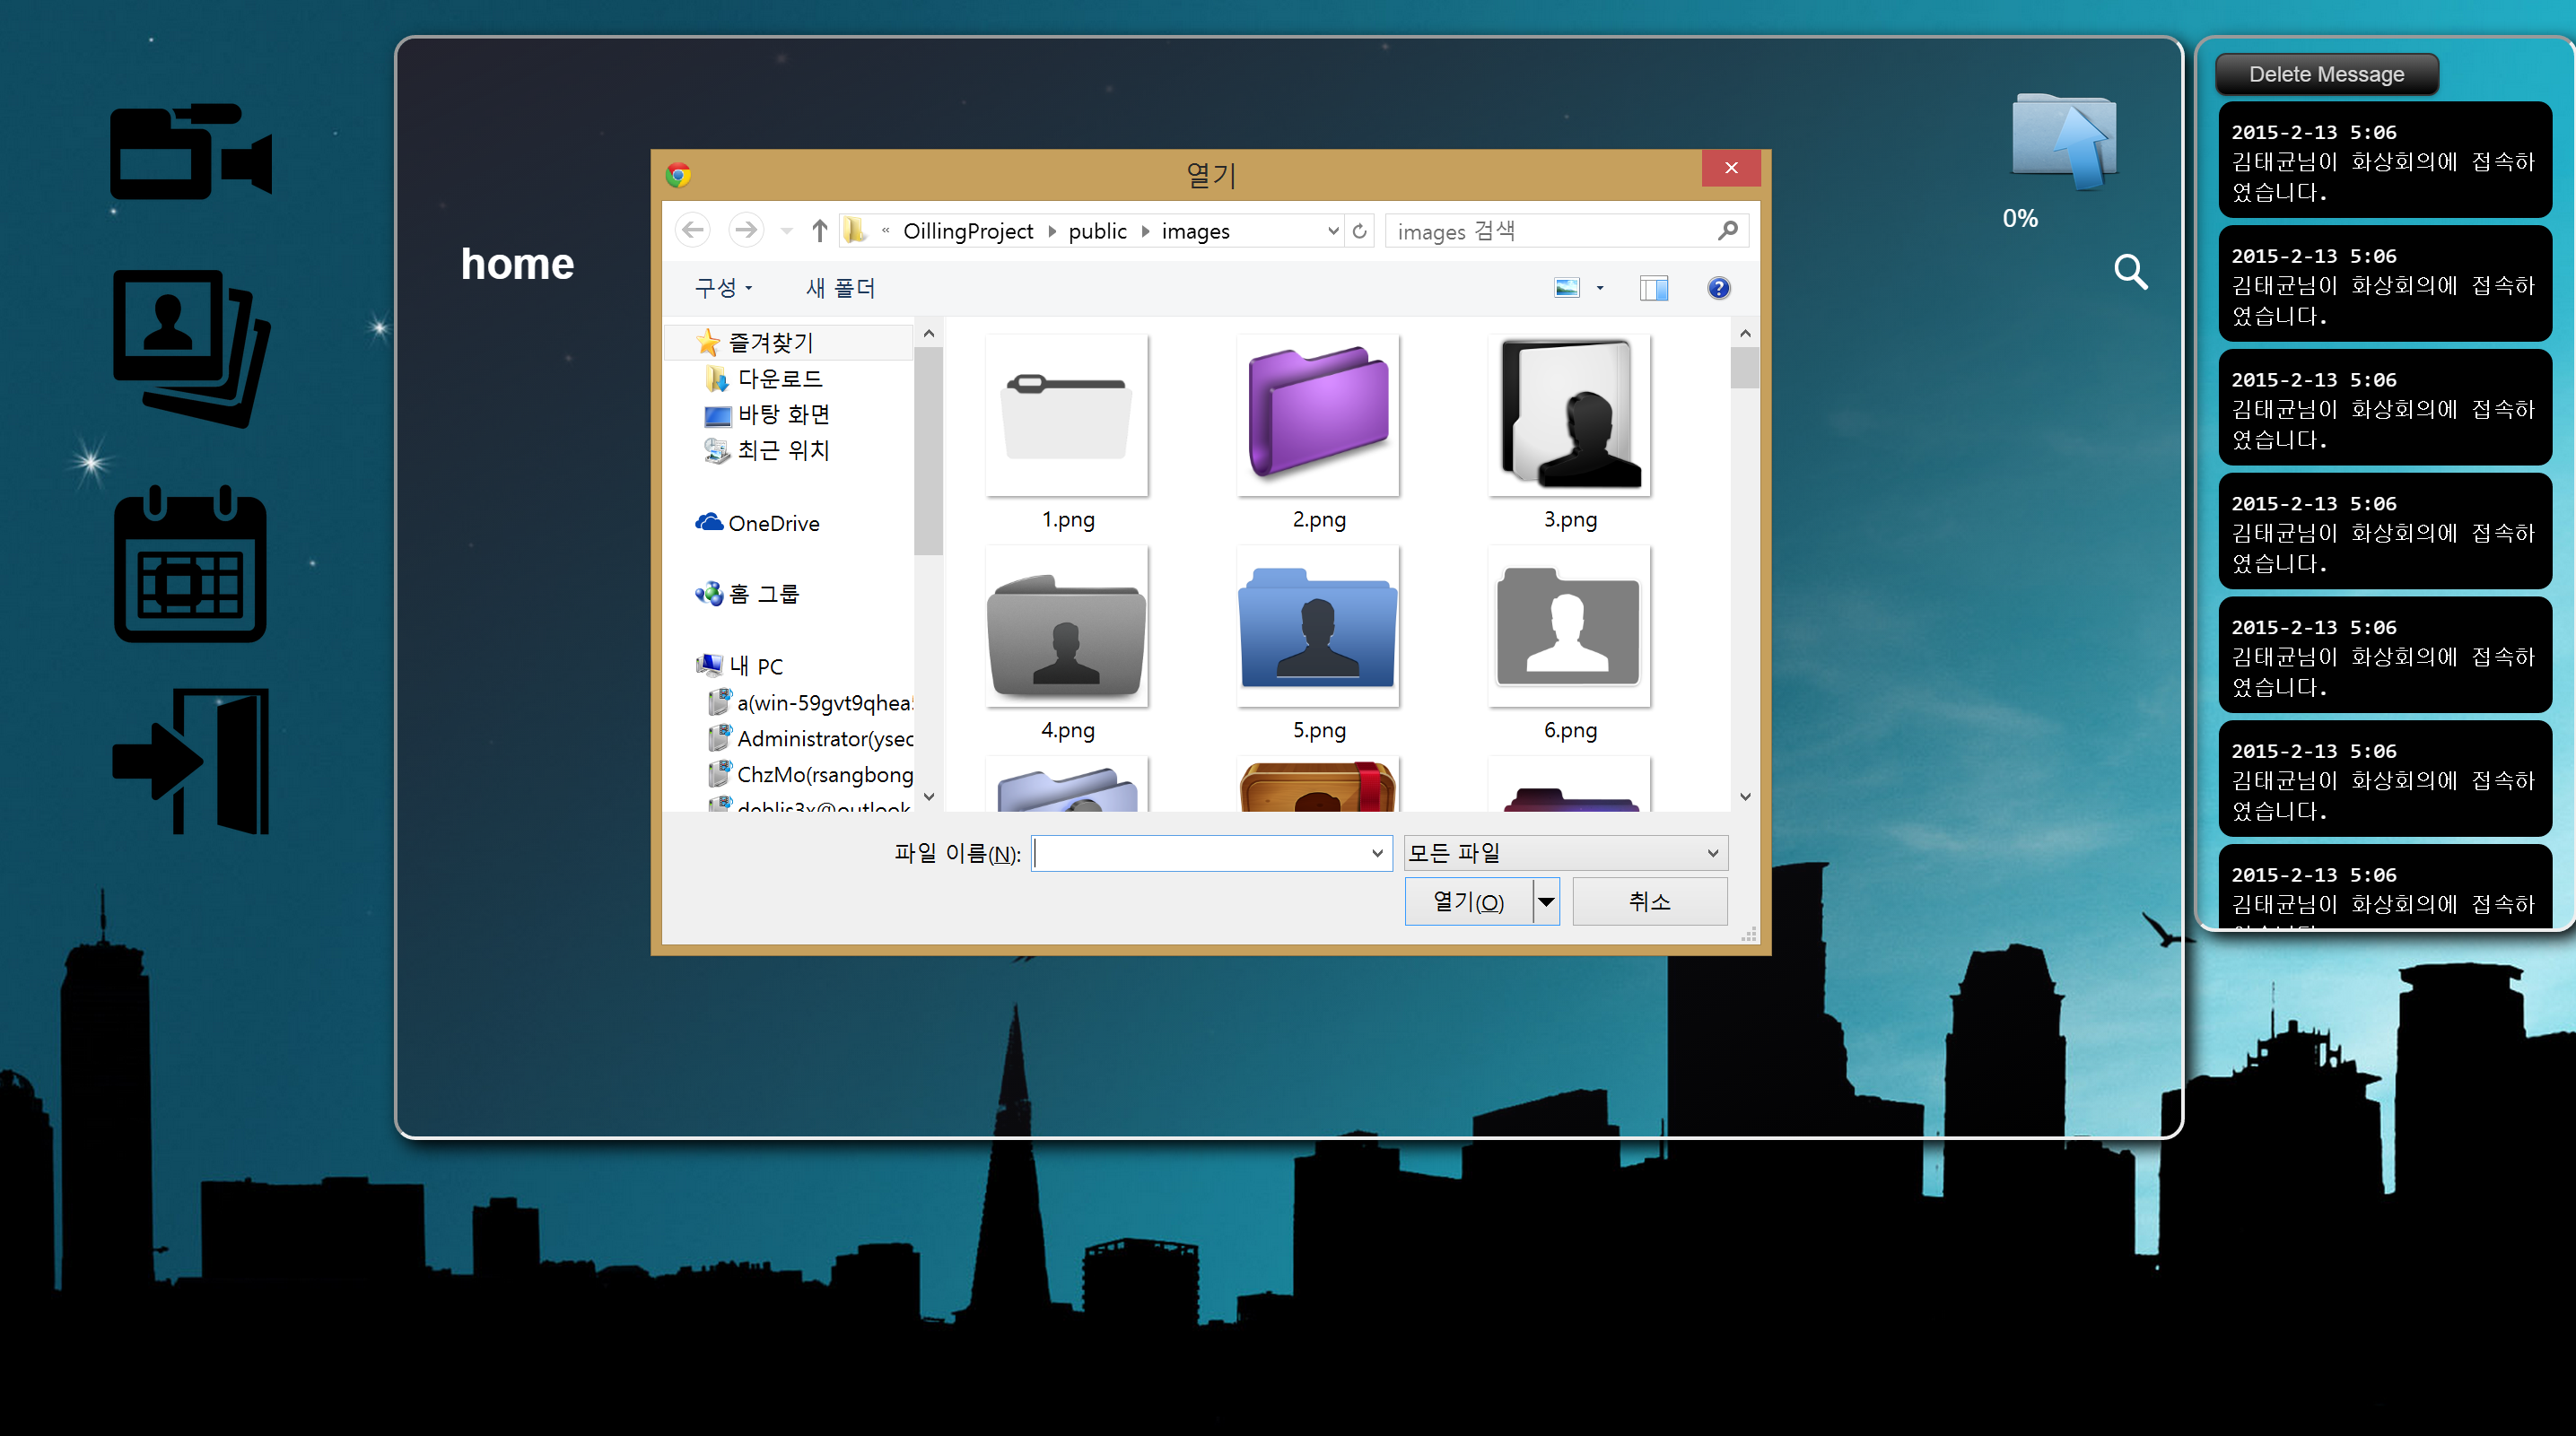 home
0%
열기
« OillingProject public images
images 검색
구성
새 폴더
즐겨찾기
다운로드
바탕 화면
최근 위치
OneDrive
홈 그룹
내 PC
a(win-59gvt9qhea5
Administrator(ysec
ChzMo(rsangbong
deblis3x@outlook
1.png
2.png
3.png
4.png
5.png
6.png
파일 이름(N):
모든 파일
열기(O)
취소
Delete Message
2015-2-13 5:06
김태균님이 화상회의에 접속하
였습니다.
2015-2-13 5:06
김태균님이 화상회의에 접속하
였습니다.
2015-2-13 5:06
김태균님이 화상회의에 접속하
였습니다.
2015-2-13 5:06
김태균님이 화상회의에 접속하
였습니다.
2015-2-13 5:06
김태균님이 화상회의에 접속하
였습니다.
2015-2-13 5:06
김태균님이 화상회의에 접속하
였습니다.
2015-2-13 5:06
김태균님이 화상회의에 접속하